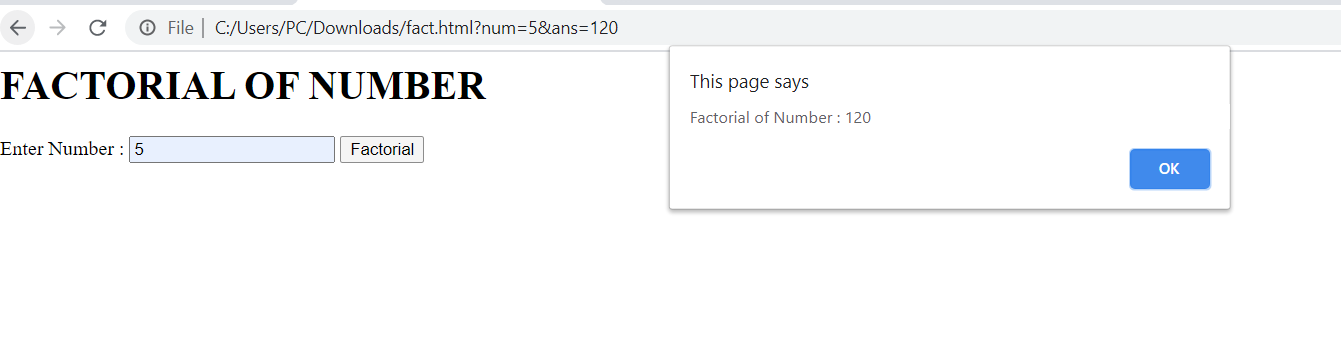 File | C:/Users/PC/Downloads/fact.html?num=5&ans=120
FACTORIAL OF NUMBER
Enter Number : 5 Factorial
This page says
Factorial of Number : 120
OK